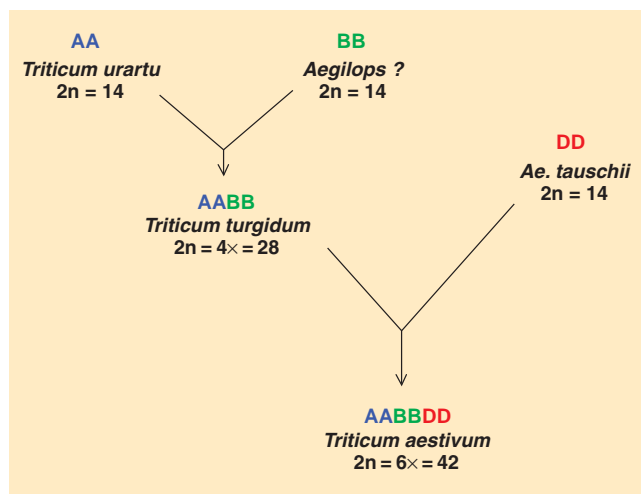 AA
Triticum urartu
2n = 14
BB
Aegilops ?
2n = 14
DD
Ae. tauschii
2n = 14
AABB
Triticum turgidum
2n = 4× = 28
AABBDD
Triticum aestivum
2n = 6× = 42